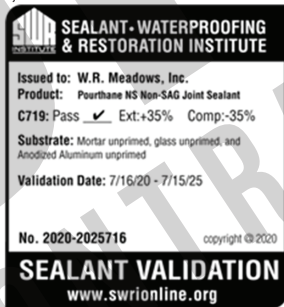 SWR
INSTITUTE
SEALANT•WATERPROOFING
& RESTORATION INSTITUTE
Issued to: W.R. Meadows, Inc.
Product: Pourthane NS Non-SAG Joint Sealant
C719: Pass ✓ Ext:+35% Comp:-35%
Substrate: Mortar unprimed, glass unprimed, and
Anodized Aluminum unprimed
Validation Date: 7/16/20 - 7/15/25
No. 2020-2025716 copyright © 2020
SEALANT VALIDATION
www.swrionline.org